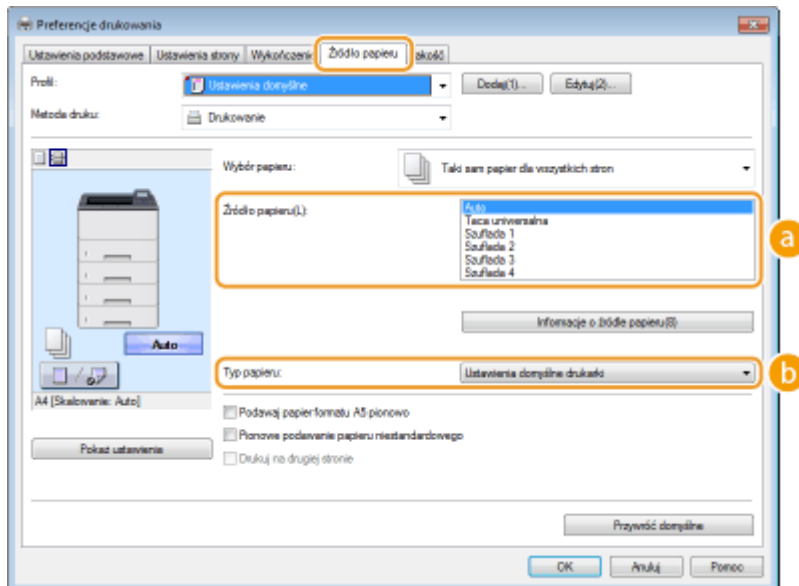 Preferencje drukowania
Ustawienia podstawowe Ustawienia strony Wykończenie Źródło papieru Jakość
Profil: Ustawienia domyślne Dodaj(1)... Edytuj(2)...
Metoda druku: Drukowanie
Wybór papieru: Taki sam papier dla wszystkich stron
Źródło papieru(L): Auto
Taca uniwersalna
Szuflada 1
Szuflada 2
Szuflada 3
Szuflada 4
a
Informacje o źródle papieru(8)
Auto
Typ papieru: Ustawienia domyślne drukarki
b
A4 [Skalowanie: Auto]
Podawaj papier formatu A5 pionowo
Pionowe podawanie papieru niestandardowego
Drukuj na drugiej stronie
Pokaż ustawienia
Przywróć domyślne
OK Anuluj Pomoc